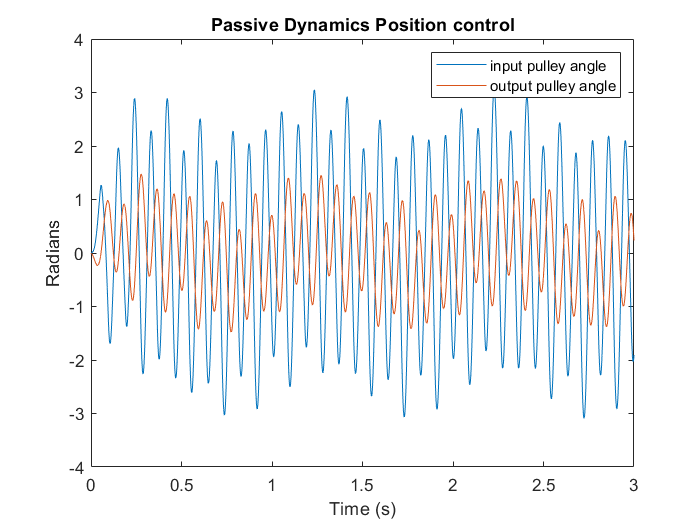 Passive Dynamics Position control
input pulley angle
output pulley angle
4
3
2
1
0
-1
-2
-3
-4
Radians
0 0.5 1 1.5 2 2.5 3
Time (s)